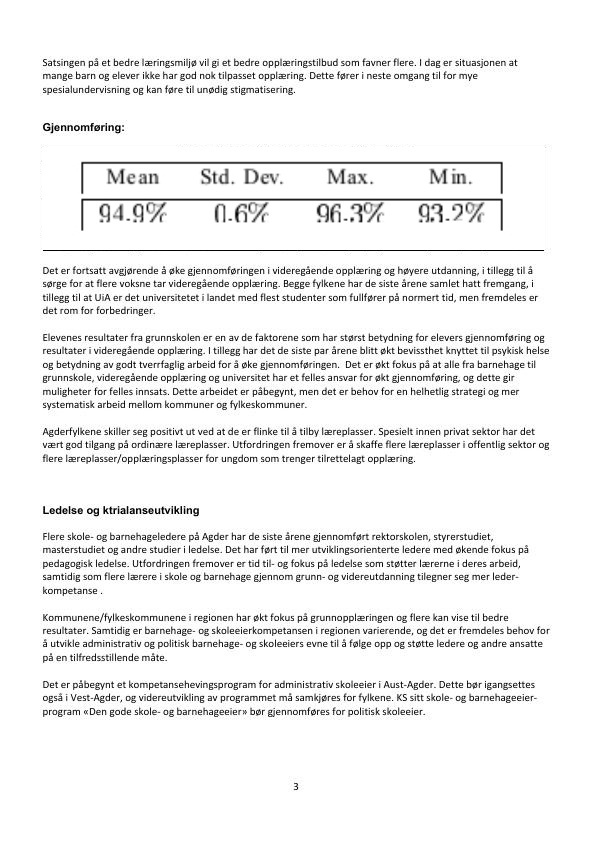 Satsingen på et bedre læringsmiljø vil gi et bedre opplæringstilbud som favner flere. I dag er situasjonen at
mange barn og elever ikke har god nok tilpasset opplæring. Dette fører i neste omgang til for mye
spesialundervisning og kan føre til unødig stigmatisering.
Gjennomføring:
Mean Std. Dev. Max. Min.
94.9% 0.6% 96.3% 93.2%
Det er fortsatt avgjørende å øke gjennomføringen i videregående opplæring og høyere utdanning, i tillegg til å
sørge for at flere voksne tar videregående opplæring. Begge fylkene har de siste årene samlet hatt fremgang, i
tillegg til at UiA er det universitetet i landet med flest studenter som fullfører på normert tid, men fremdeles er
det rom for forbedringer.
Elevenes resultater fra grunnskolen er en av de faktorene som har størst betydning for elevers gjennomføring og
resultater i videregående opplæring. I tillegg har det de siste par årene blitt økt bevissthet knyttet til psykisk helse
og betydning av godt tverrfaglig arbeid for å øke gjennomføringen. Det er økt fokus på at alle fra barnehage til
grunnskole, videregående opplæring og universitet har et felles ansvar for økt gjennomføring, og dette gir
muligheter for felles innsats. Dette arbeidet er påbegynt, men det er behov for en helhetlig strategi og mer
systematisk arbeid mellom kommuner og fylkeskommuner.
Agderfylkene skiller seg positivt ut ved at de er flinke til å tilby læreplasser. Spesielt innen privat sektor har det
vært god tilgang på ordinære læreplasser. Utfordringen fremover er å skaffe flere læreplasser i offentlig sektor og
flere læreplasser/opplæringsplasser for ungdom som trenger tilrettelagt opplæring.
Ledelse og ktrialanseutvikling
Flere skole- og barnehageledere på Agder har de siste årene gjennomført rektorskolen, styrerstudiet,
masterstudiet og andre studier i ledelse. Det har ført til mer utviklingsorienterte ledere med økende fokus på
pedagogisk ledelse. Utfordringen fremover er tid til- og fokus på ledelse som støtter lærerne i deres arbeid,
samtidig som flere lærere i skole og barnehage gjennom grunn- og videreutdanning tilegner seg mer leder-
kompetanse .
Kommunene/fylkeskommunene i regionen har økt fokus på grunnopplæringen og flere kan vise til bedre
resultater. Samtidig er barnehage- og skoleeierkompetansen i regionen varierende, og det er fremdeles behov for
å utvikle administrativ og politisk barnehage- og skoleeiers evne til å følge opp og støtte ledere og andre ansatte
på en tilfredsstillende måte.
Det er påbegynt et kompetansehevingsprogram for administrativ skoleeier i Aust-Agder. Dette bør igangsettes
også i Vest-Agder, og videreutvikling av programmet må samkjøres for fylkene. KS sitt skole- og barnehageeier-
program «Den gode skole- og barnehageeier» bør gjennomføres for politisk skoleeier.
3